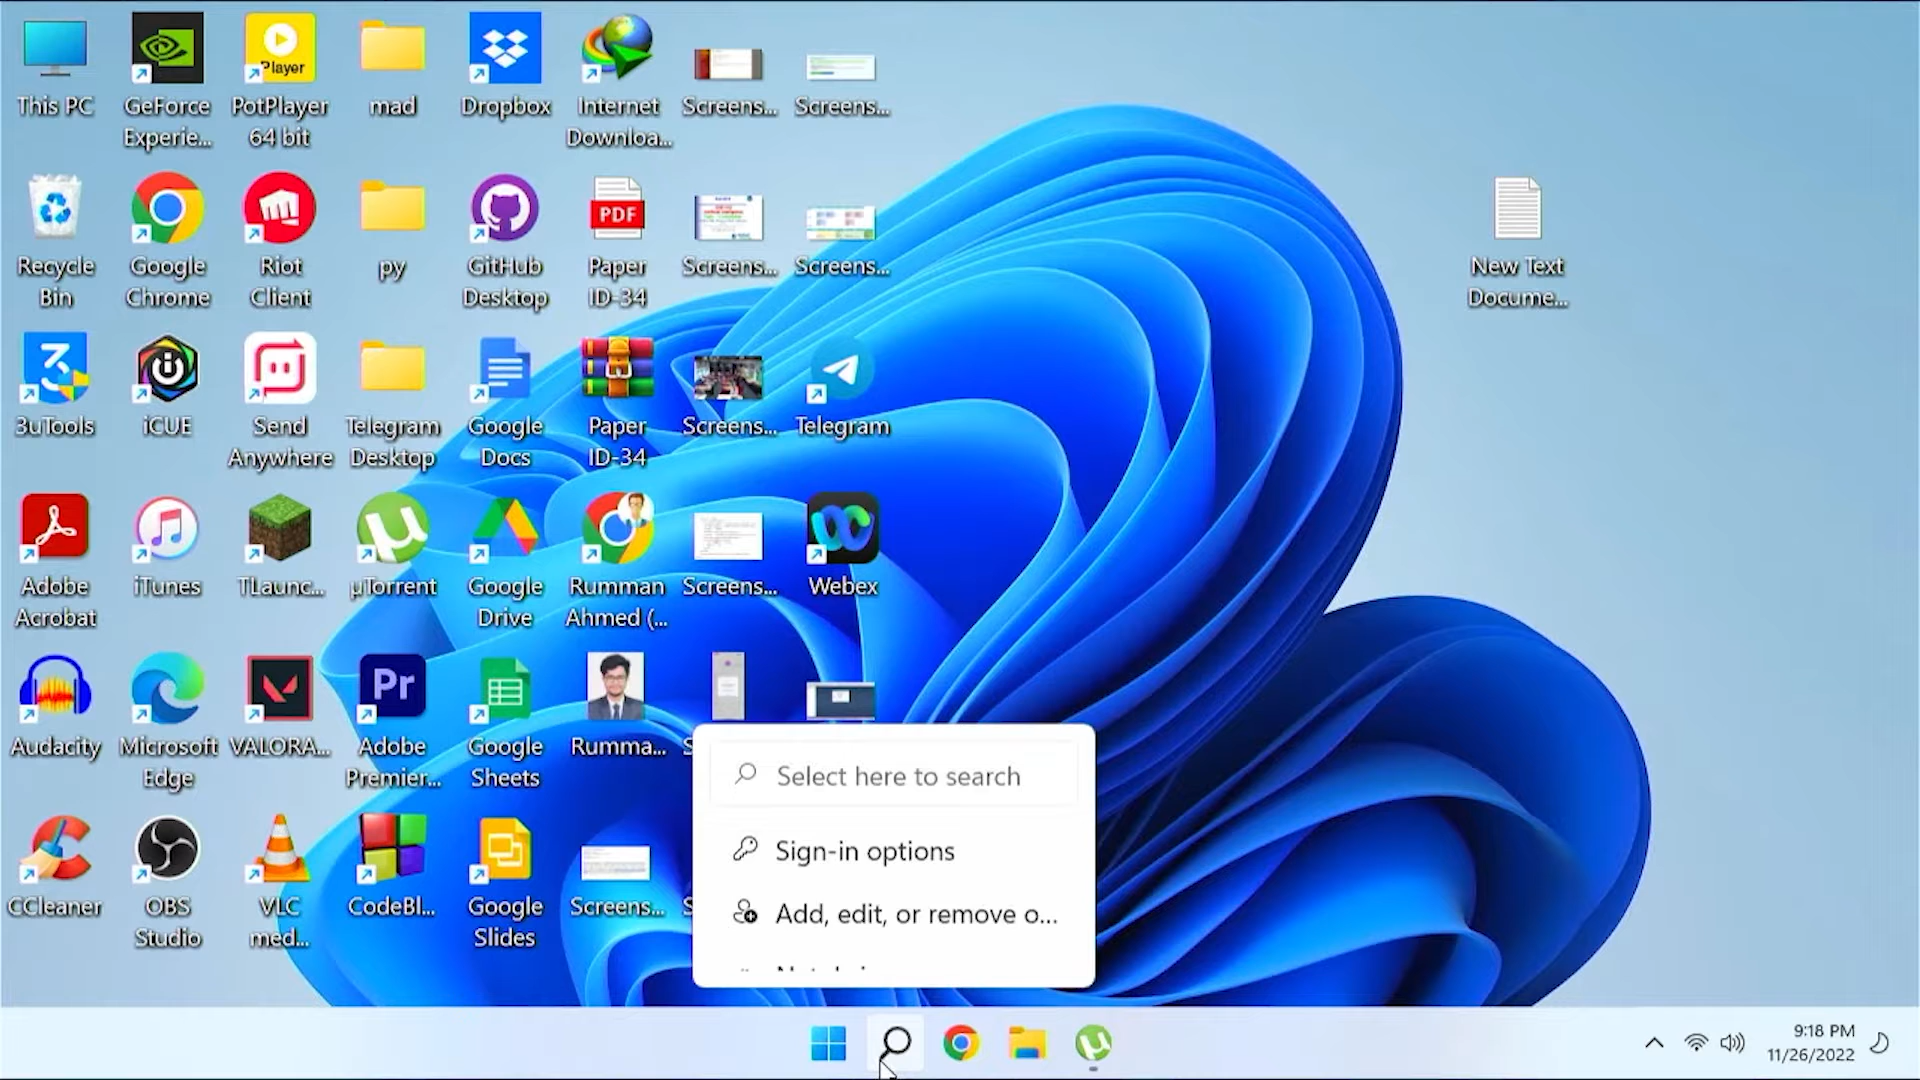 This PC
GeForce
Experie...
Player
PotPlayer
64 bit
mad
Dropbox
Internet
Downloa...
Screens...
Screens...
Recycle
Bin
Google
Chrome
Riot
Client
py
GitHub
Desktop
PDF
Paper
ID-34
Screens...
Screens...
New Text
Docume...
3uTools
iCUE
Send
Anywhere
Telegram
Desktop
Google
Docs
Paper
ID-34
Screens...
Telegram
Adobe
Acrobat
iTunes
TLaunc...
µTorrent
Google
Drive
Rumman
Ahmed (...
Screens...
Webex
Audacity
Microsoft
Edge
VALORA...
Pr
Adobe
Premier...
Google
Sheets
Rumma...
CCleaner
OBS
Studio
VLC
med...
CodeBl...
Google
Slides
Screens...
Select here to search
Sign-in options
Add, edit, or remove o...
9:18 PM
11/26/2022